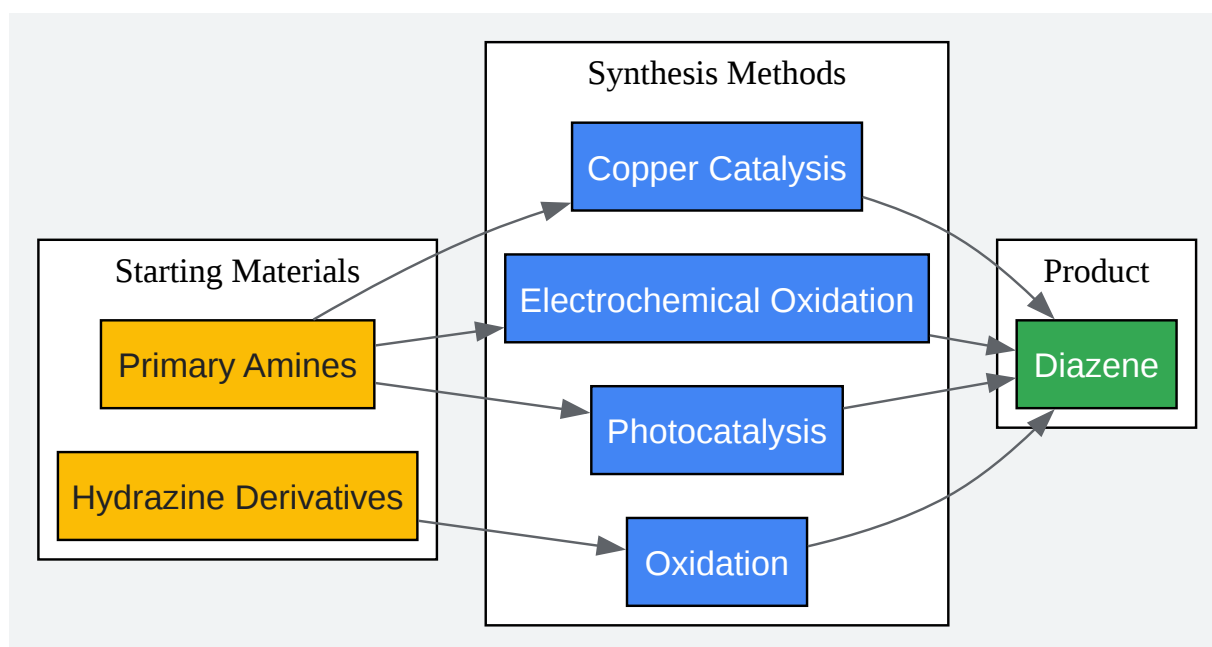 Starting Materials
Primary Amines
Hydrazine Derivatives
Synthesis Methods
Copper Catalysis
Electrochemical Oxidation
Photocatalysis
Oxidation
Product
Diazene